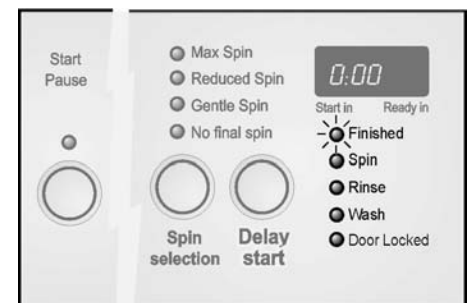 Start
Pause
Max Spin
Reduced Spin
Gentle Spin
No final spin
Spin
selection
Delay
start
0:00
Start in Ready in
Finished
Spin
Rinse
Wash
Door Locked